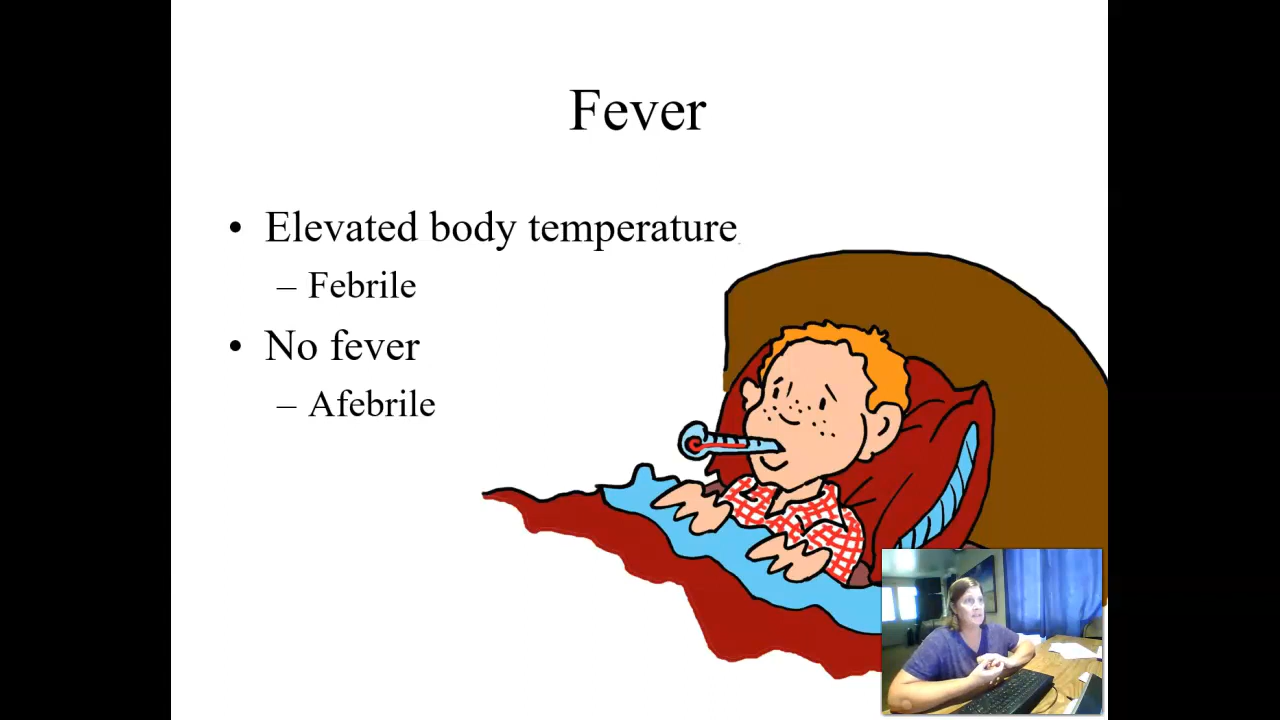 Fever
• Elevated body temperature
– Febrile
• No fever
– Afebrile